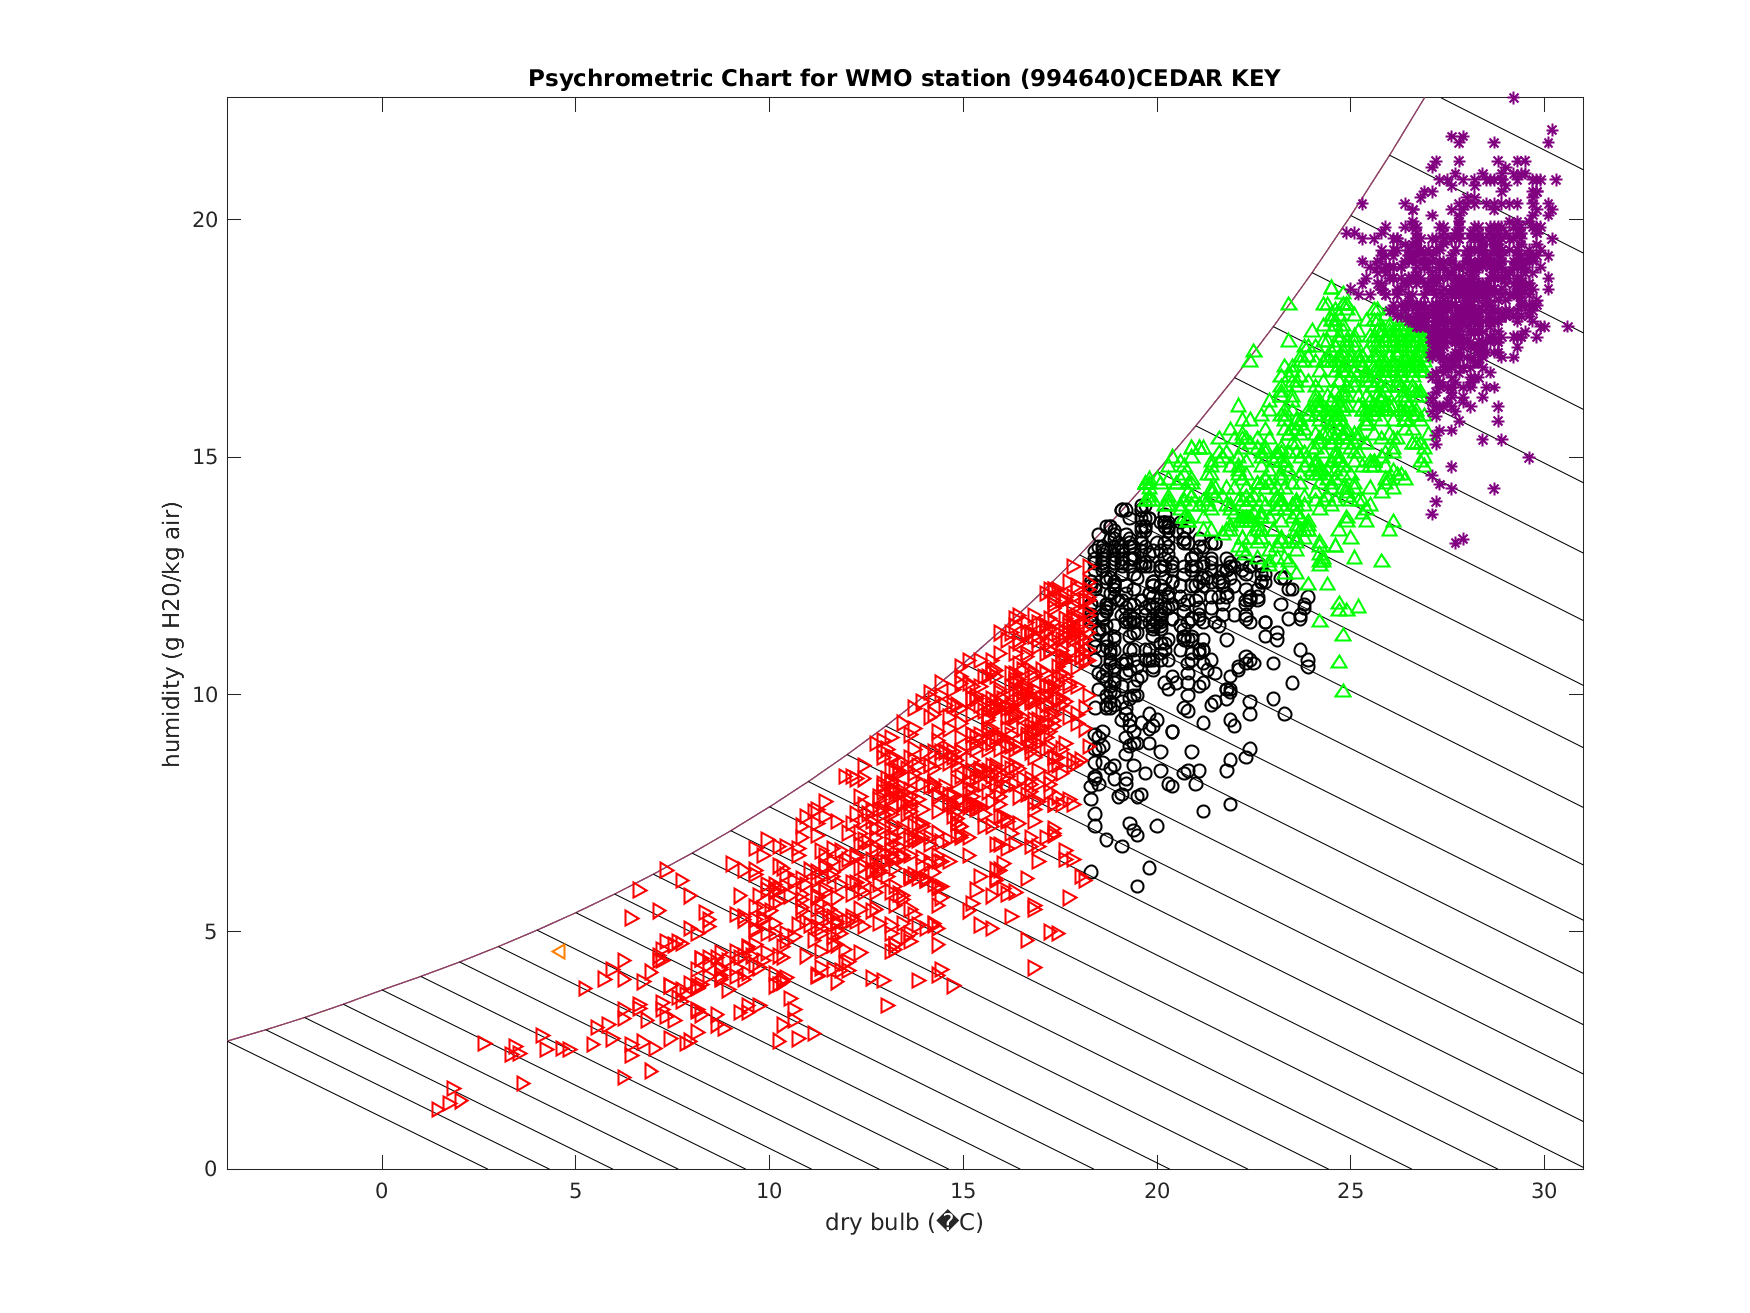 Psychrometric Chart for WMO station (994640)CEDAR KEY
20
15
10
5
0
humidity (g H20/kg air)
0 5 10 15 20 25 30
dry bulb (�C)